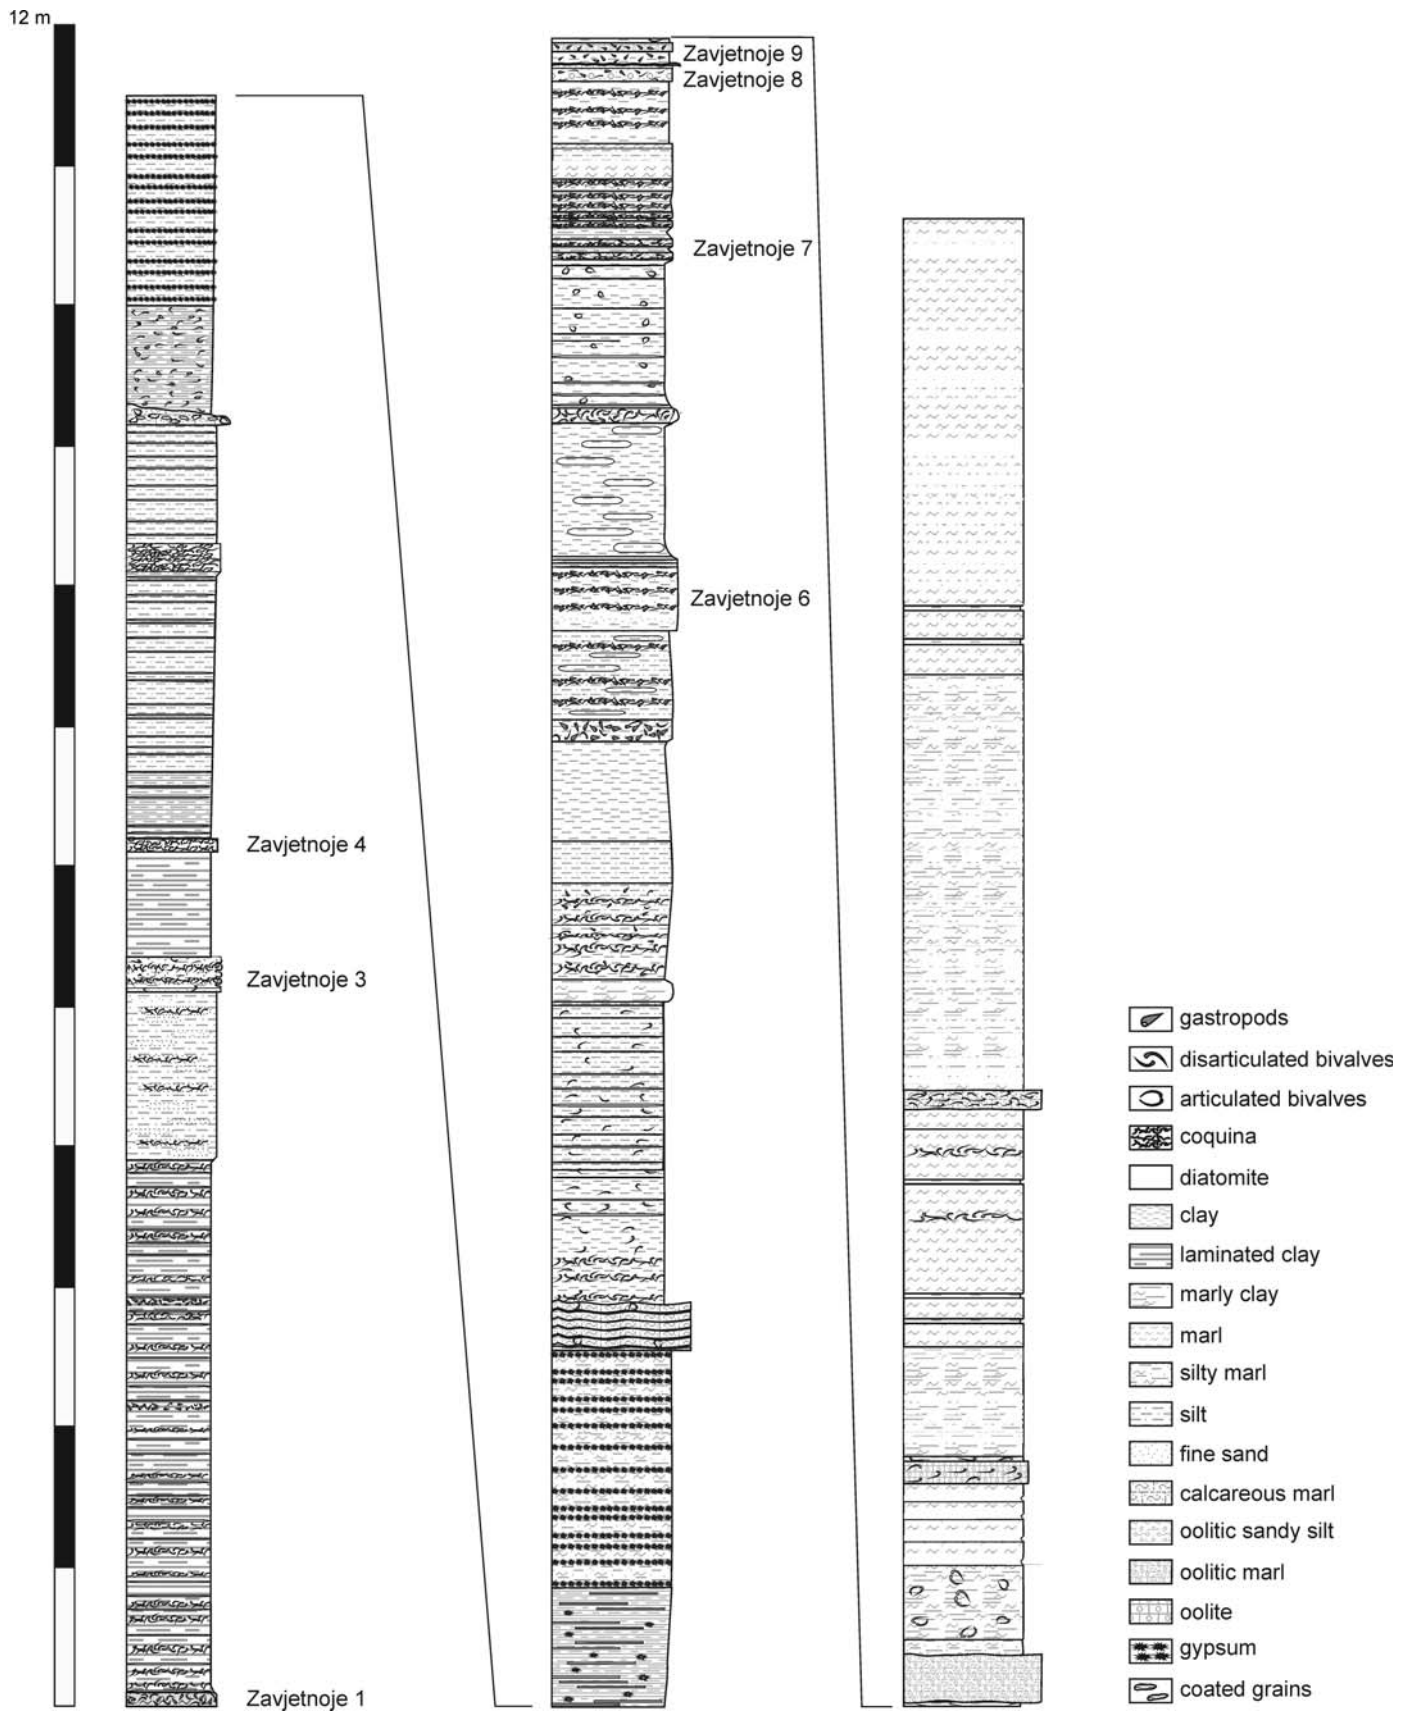 12 m
Zavjetnoje 9
Zavjetnoje 8
Zavjetnoje 7
Zavjetnoje 6
Zavjetnoje 4
Zavjetnoje 3
Zavjetnoje 1
gastropods
disarticulated bivalves
articulated bivalves
coquina
diatomite
clay
laminated clay
marly clay
marl
silty marl
silt
fine sand
calcareous marl
oolitic sandy silt
oolitic marl
oolite
gypsum
coated grains